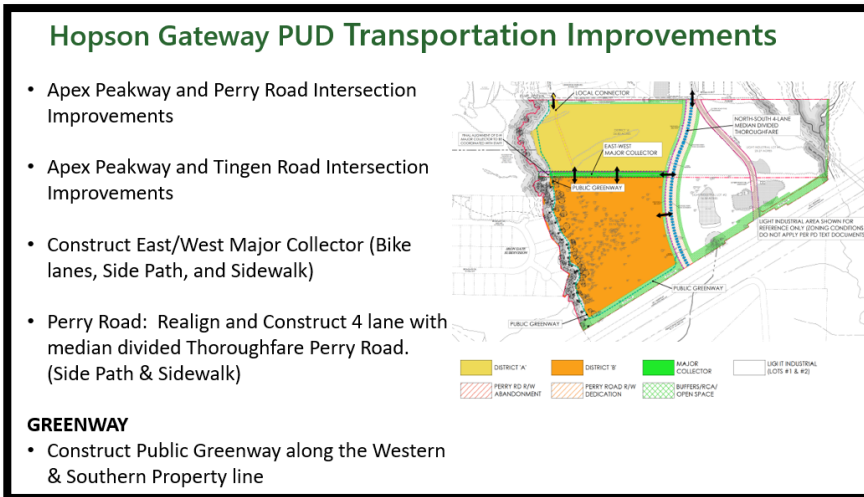 Hopson Gateway PUD Transportation Improvements
• Apex Peakway and Perry Road Intersection
Improvements
• Apex Peakway and Tingen Road Intersection
Improvements
• Construct East/West Major Collector (Bike
lanes, Side Path, and Sidewalk)
• Perry Road: Realign and Construct 4 lane with
median divided Thoroughfare Perry Road.
(Side Path & Sidewalk)
GREENWAY
• Construct Public Greenway along the Western
& Southern Property line
LOCAL CONNECTOR
NORTH-SOUTH 4-LANE
MEDIAN DIVIDED
THOROUGHFARE
EAST-WEST
MAJOR COLLECTOR
PUBLIC GREENWAY
LIGHT INDUSTRIAL AREA SHOWN FOR
REFERENCE ONLY (ZONING CONDITIONS
DO NOT APPLY PER PD TEXT DOCUMENT)
PUBLIC GREENWAY
PUBLIC GREENWAY
DISTRICT 'A'
DISTRICT 'B'
MAJOR
COLLECTOR
LIGHT INDUSTRIAL
(LOTS #1 & #2)
PERRY RD R/W
ABANDONMENT
PERRY ROAD R/W
DEDICATION
BUFFERS/RCA/
OPEN SPACE